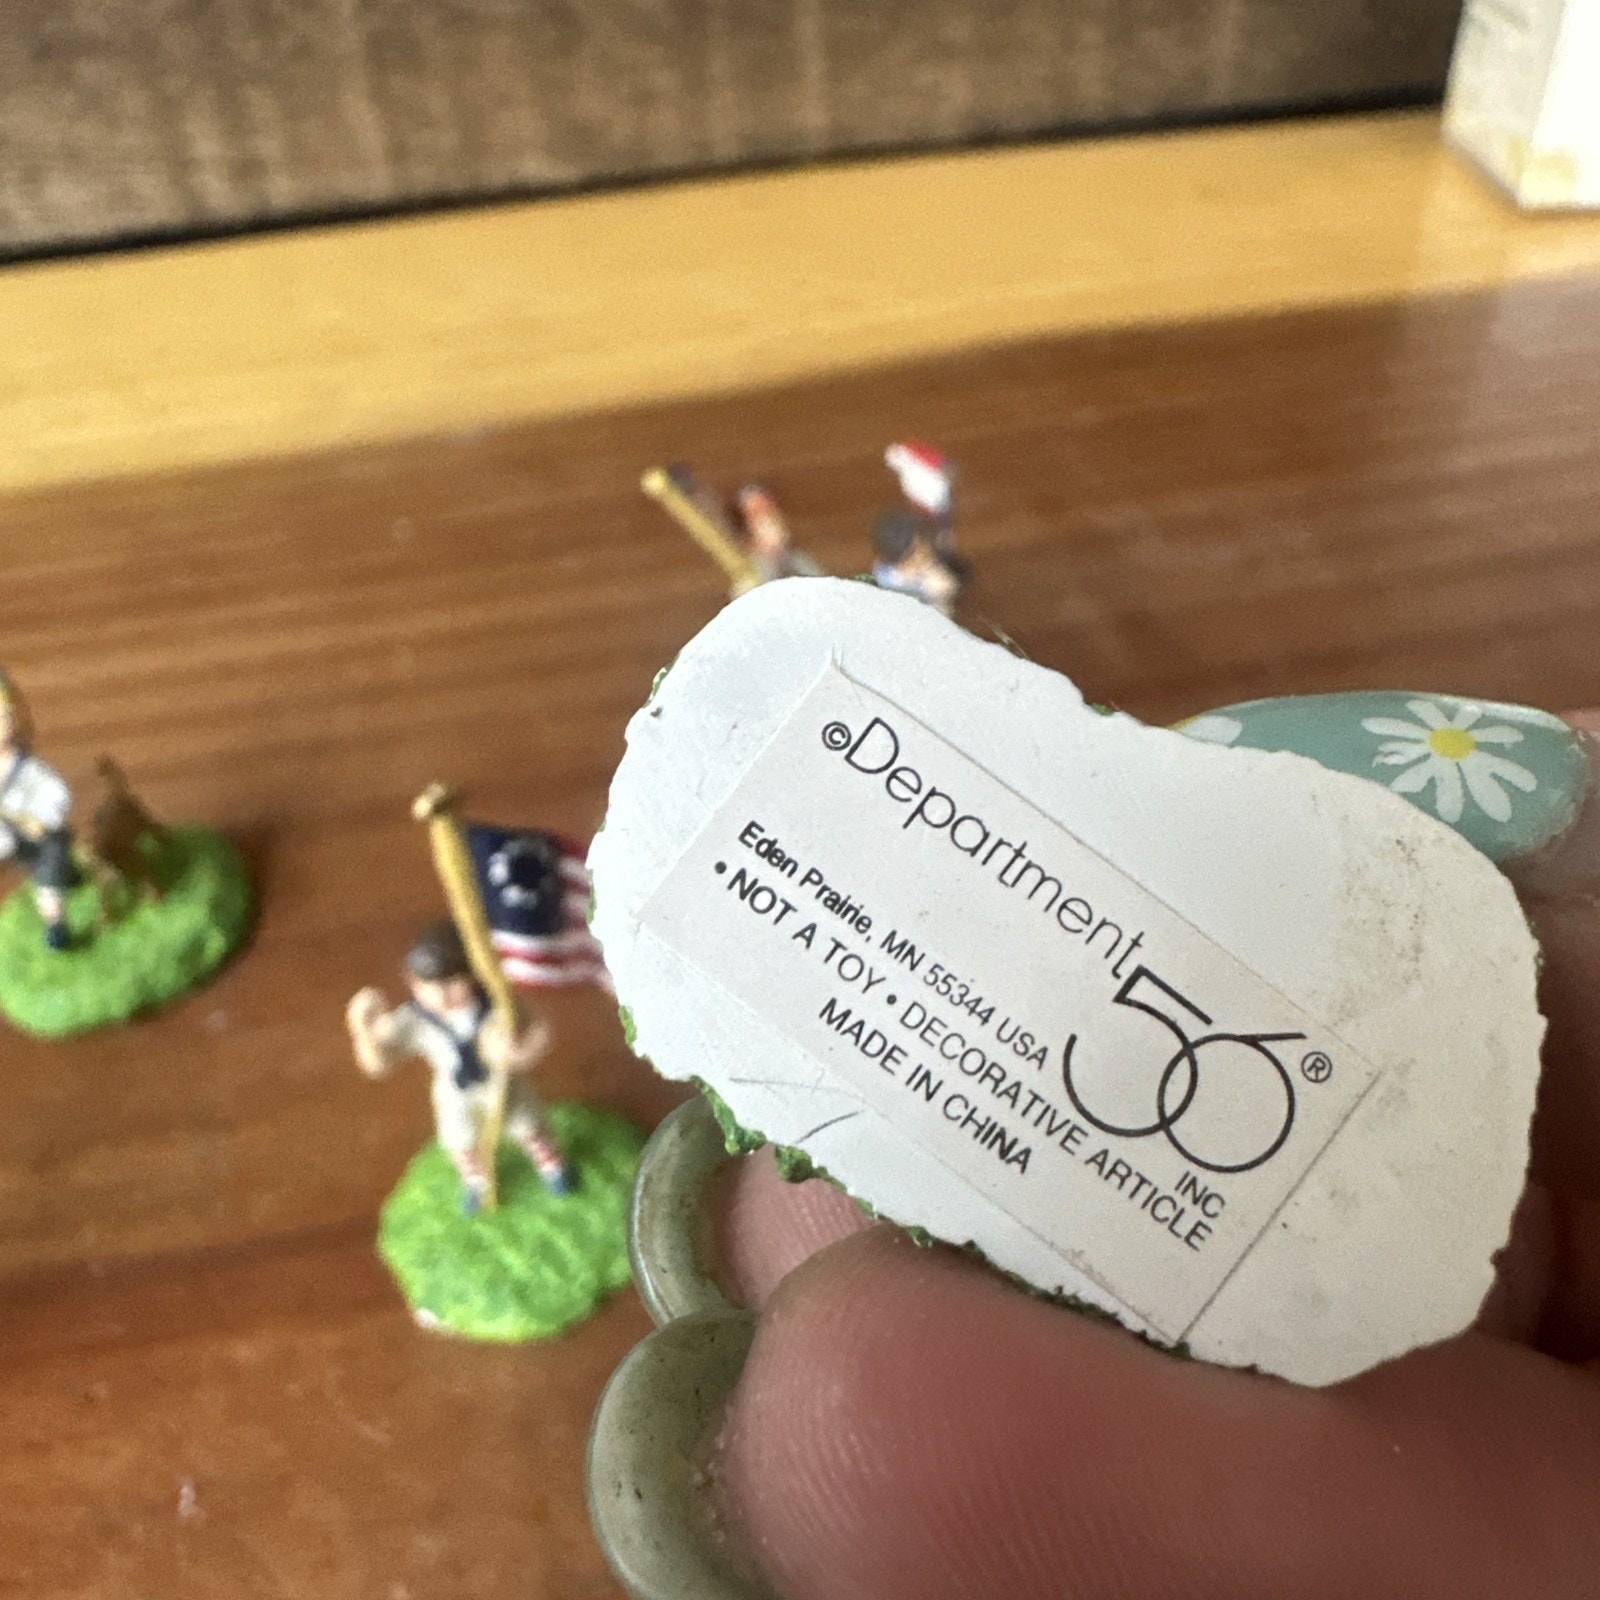 ©Department 56®
Eden Prairie, MN 55344 USA INC
• NOT A TOY • DECORATIVE ARTICLE
MADE IN CHINA